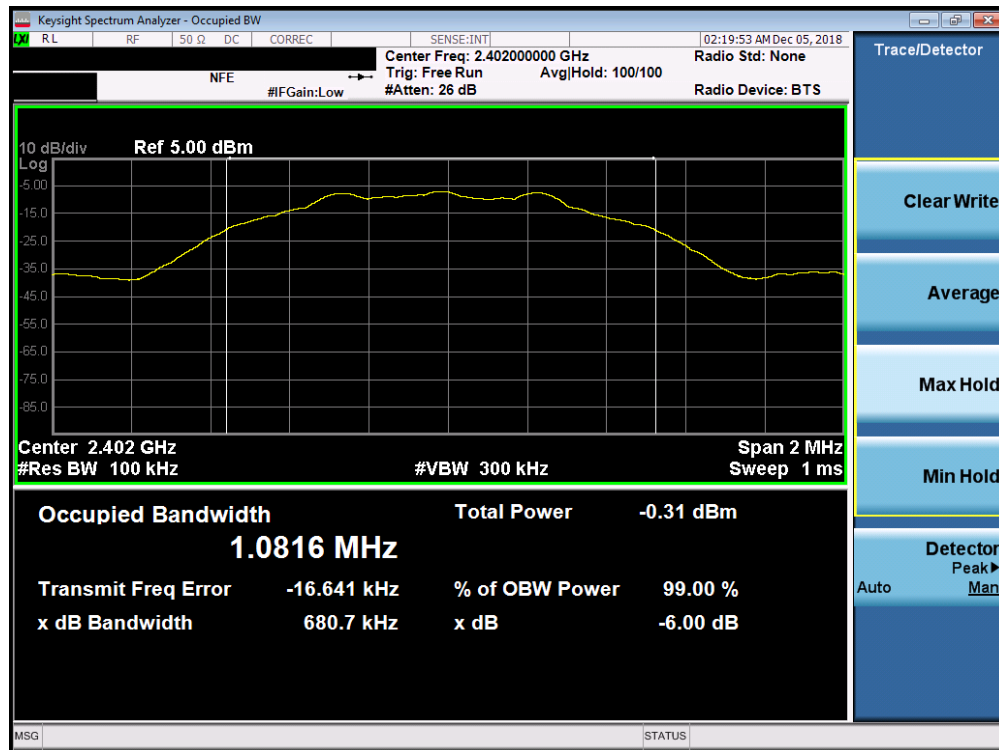 Keysight Spectrum Analyzer - Occupied BW
LXI RL RF 50 Ω DC CORREC SENSE:INT 02:19:53 AM Dec 05, 2018
Center Freq: 2.402000000 GHz Radio Std: None
NFE Trig: Free Run Avg|Hold: 100/100
#IFGain:Low #Atten: 26 dB Radio Device: BTS
Trace/Detector
10 dB/div Ref 5.00 dBm
Log
-5.00
-15.0
-25.0
-35.0
-45.0
-55.0
-65.0
-75.0
-85.0
Center 2.402 GHz Span 2 MHz
#Res BW 100 kHz #VBW 300 kHz Sweep 1 ms
Occupied Bandwidth Total Power -0.31 dBm
1.0816 MHz
Transmit Freq Error -16.641 kHz % of OBW Power 99.00 %
x dB Bandwidth 680.7 kHz x dB -6.00 dB
Clear Write
Average
Max Hold
Min Hold
Detector
Peak▶
Auto Man
MSG STATUS